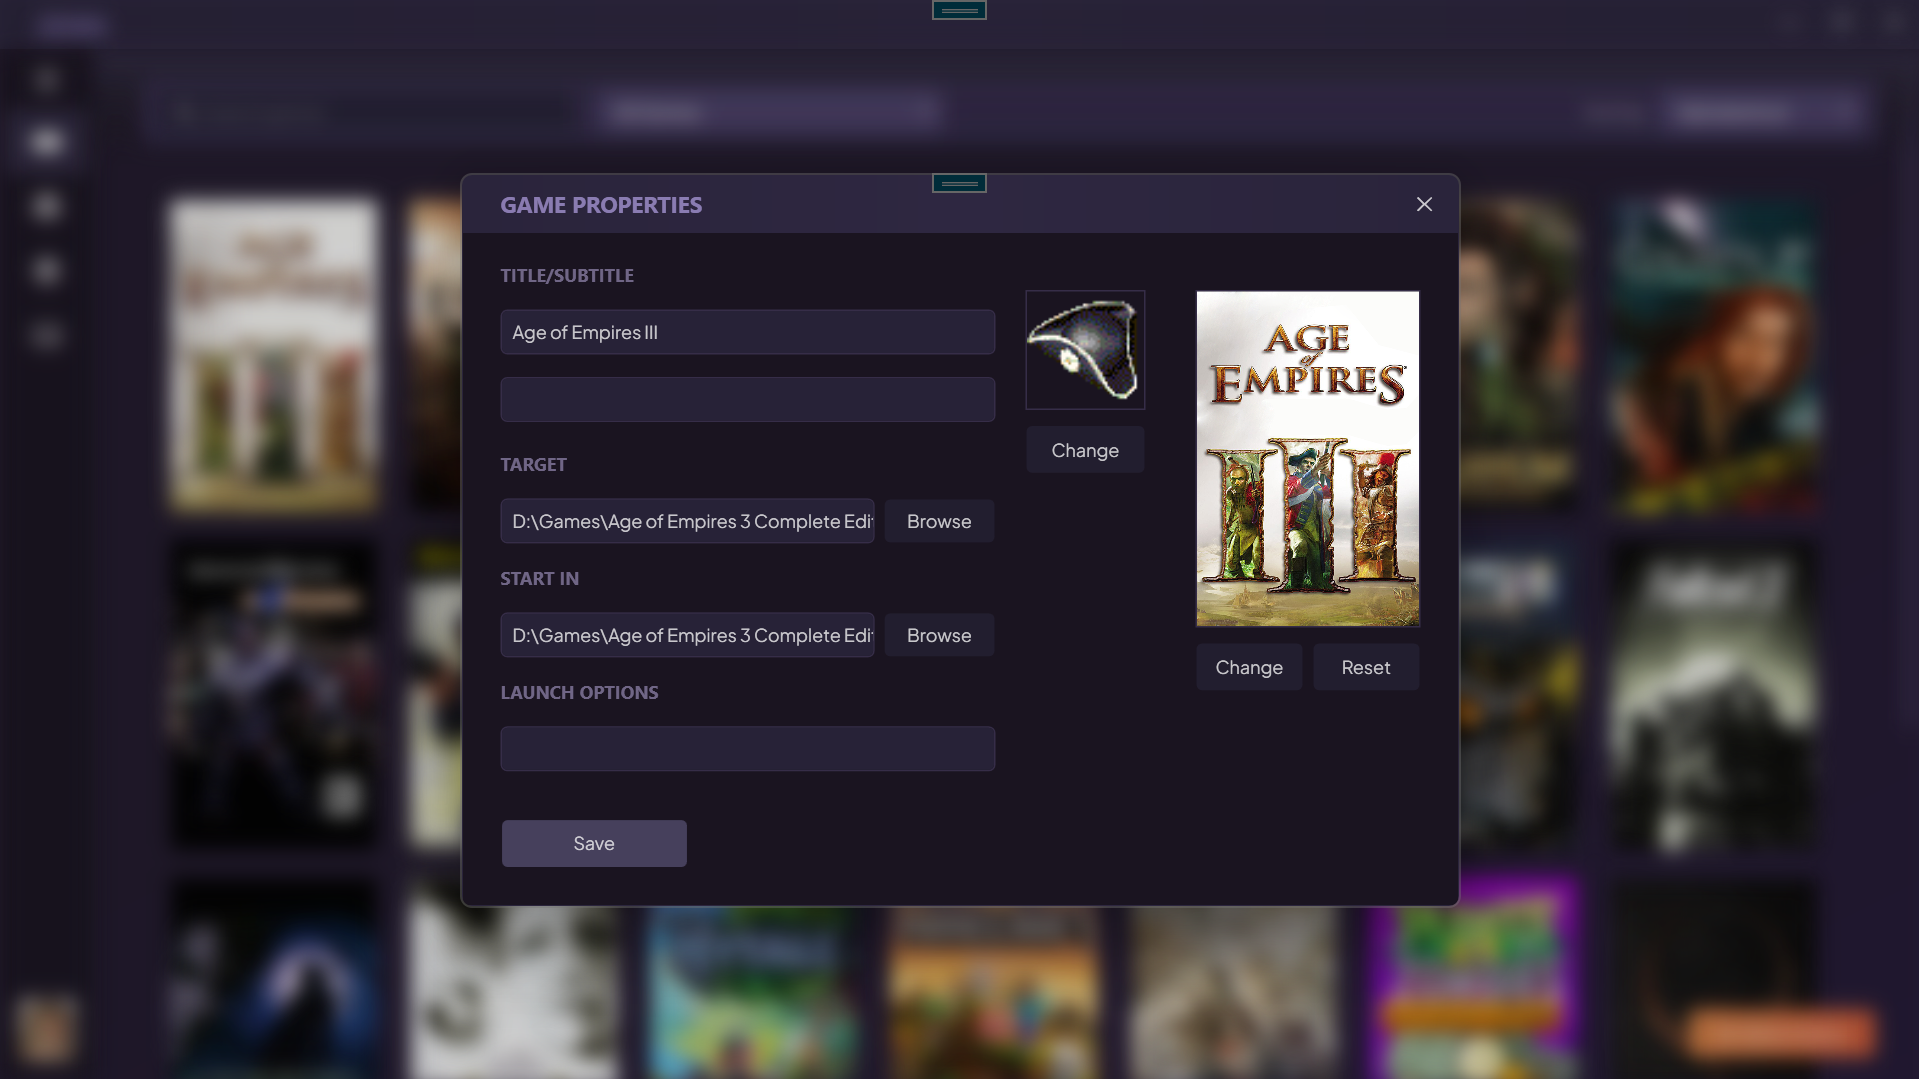 GAME PROPERTIES
TITLE/SUBTITLE
Age of Empires III
TARGET
D:\Games\Age of Empires 3 Complete Edi
Browse
START IN
D:\Games\Age of Empires 3 Complete Edi
Browse
LAUNCH OPTIONS
Save
Change
AGE
of
EMPIRES
III
Change
Reset